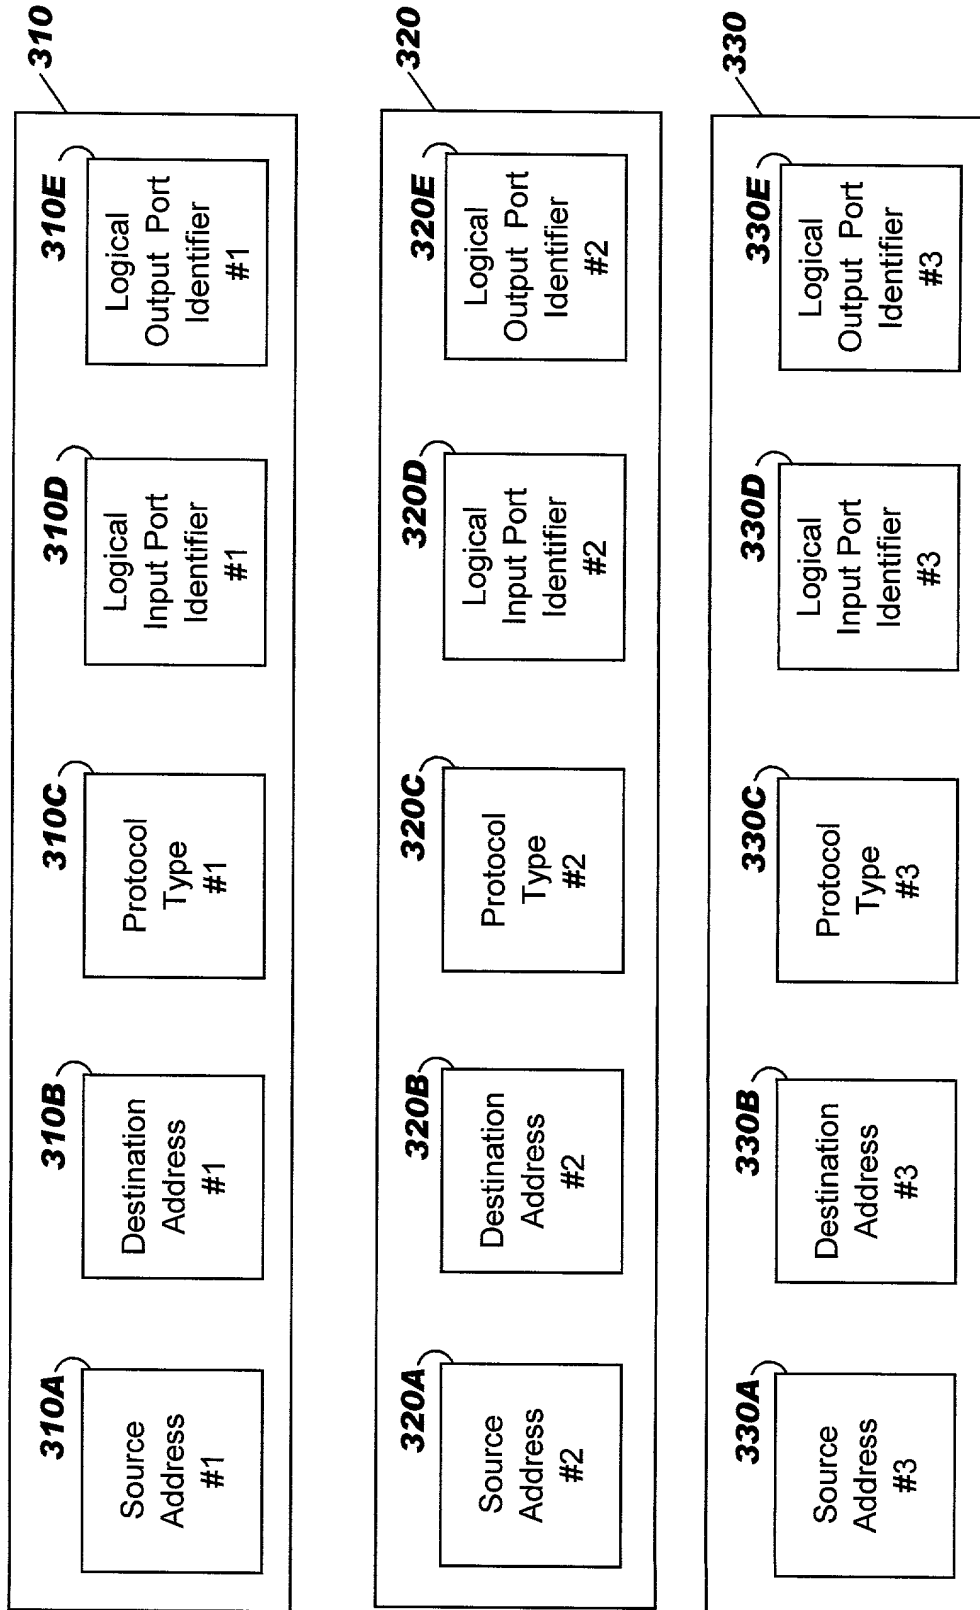 310
310A
Source
Address
#1
310B
Destination
Address
#1
310C
Protocol
Type
#1
310D
Logical
Input Port
Identifier
#1
310E
Logical
Output Port
Identifier
#1
320
320A
Source
Address
#2
320B
Destination
Address
#2
320C
Protocol
Type
#2
320D
Logical
Input Port
Identifier
#2
320E
Logical
Output Port
Identifier
#2
330
330A
Source
Address
#3
330B
Destination
Address
#3
330C
Protocol
Type
#3
330D
Logical
Input Port
Identifier
#3
330E
Logical
Output Port
Identifier
#3